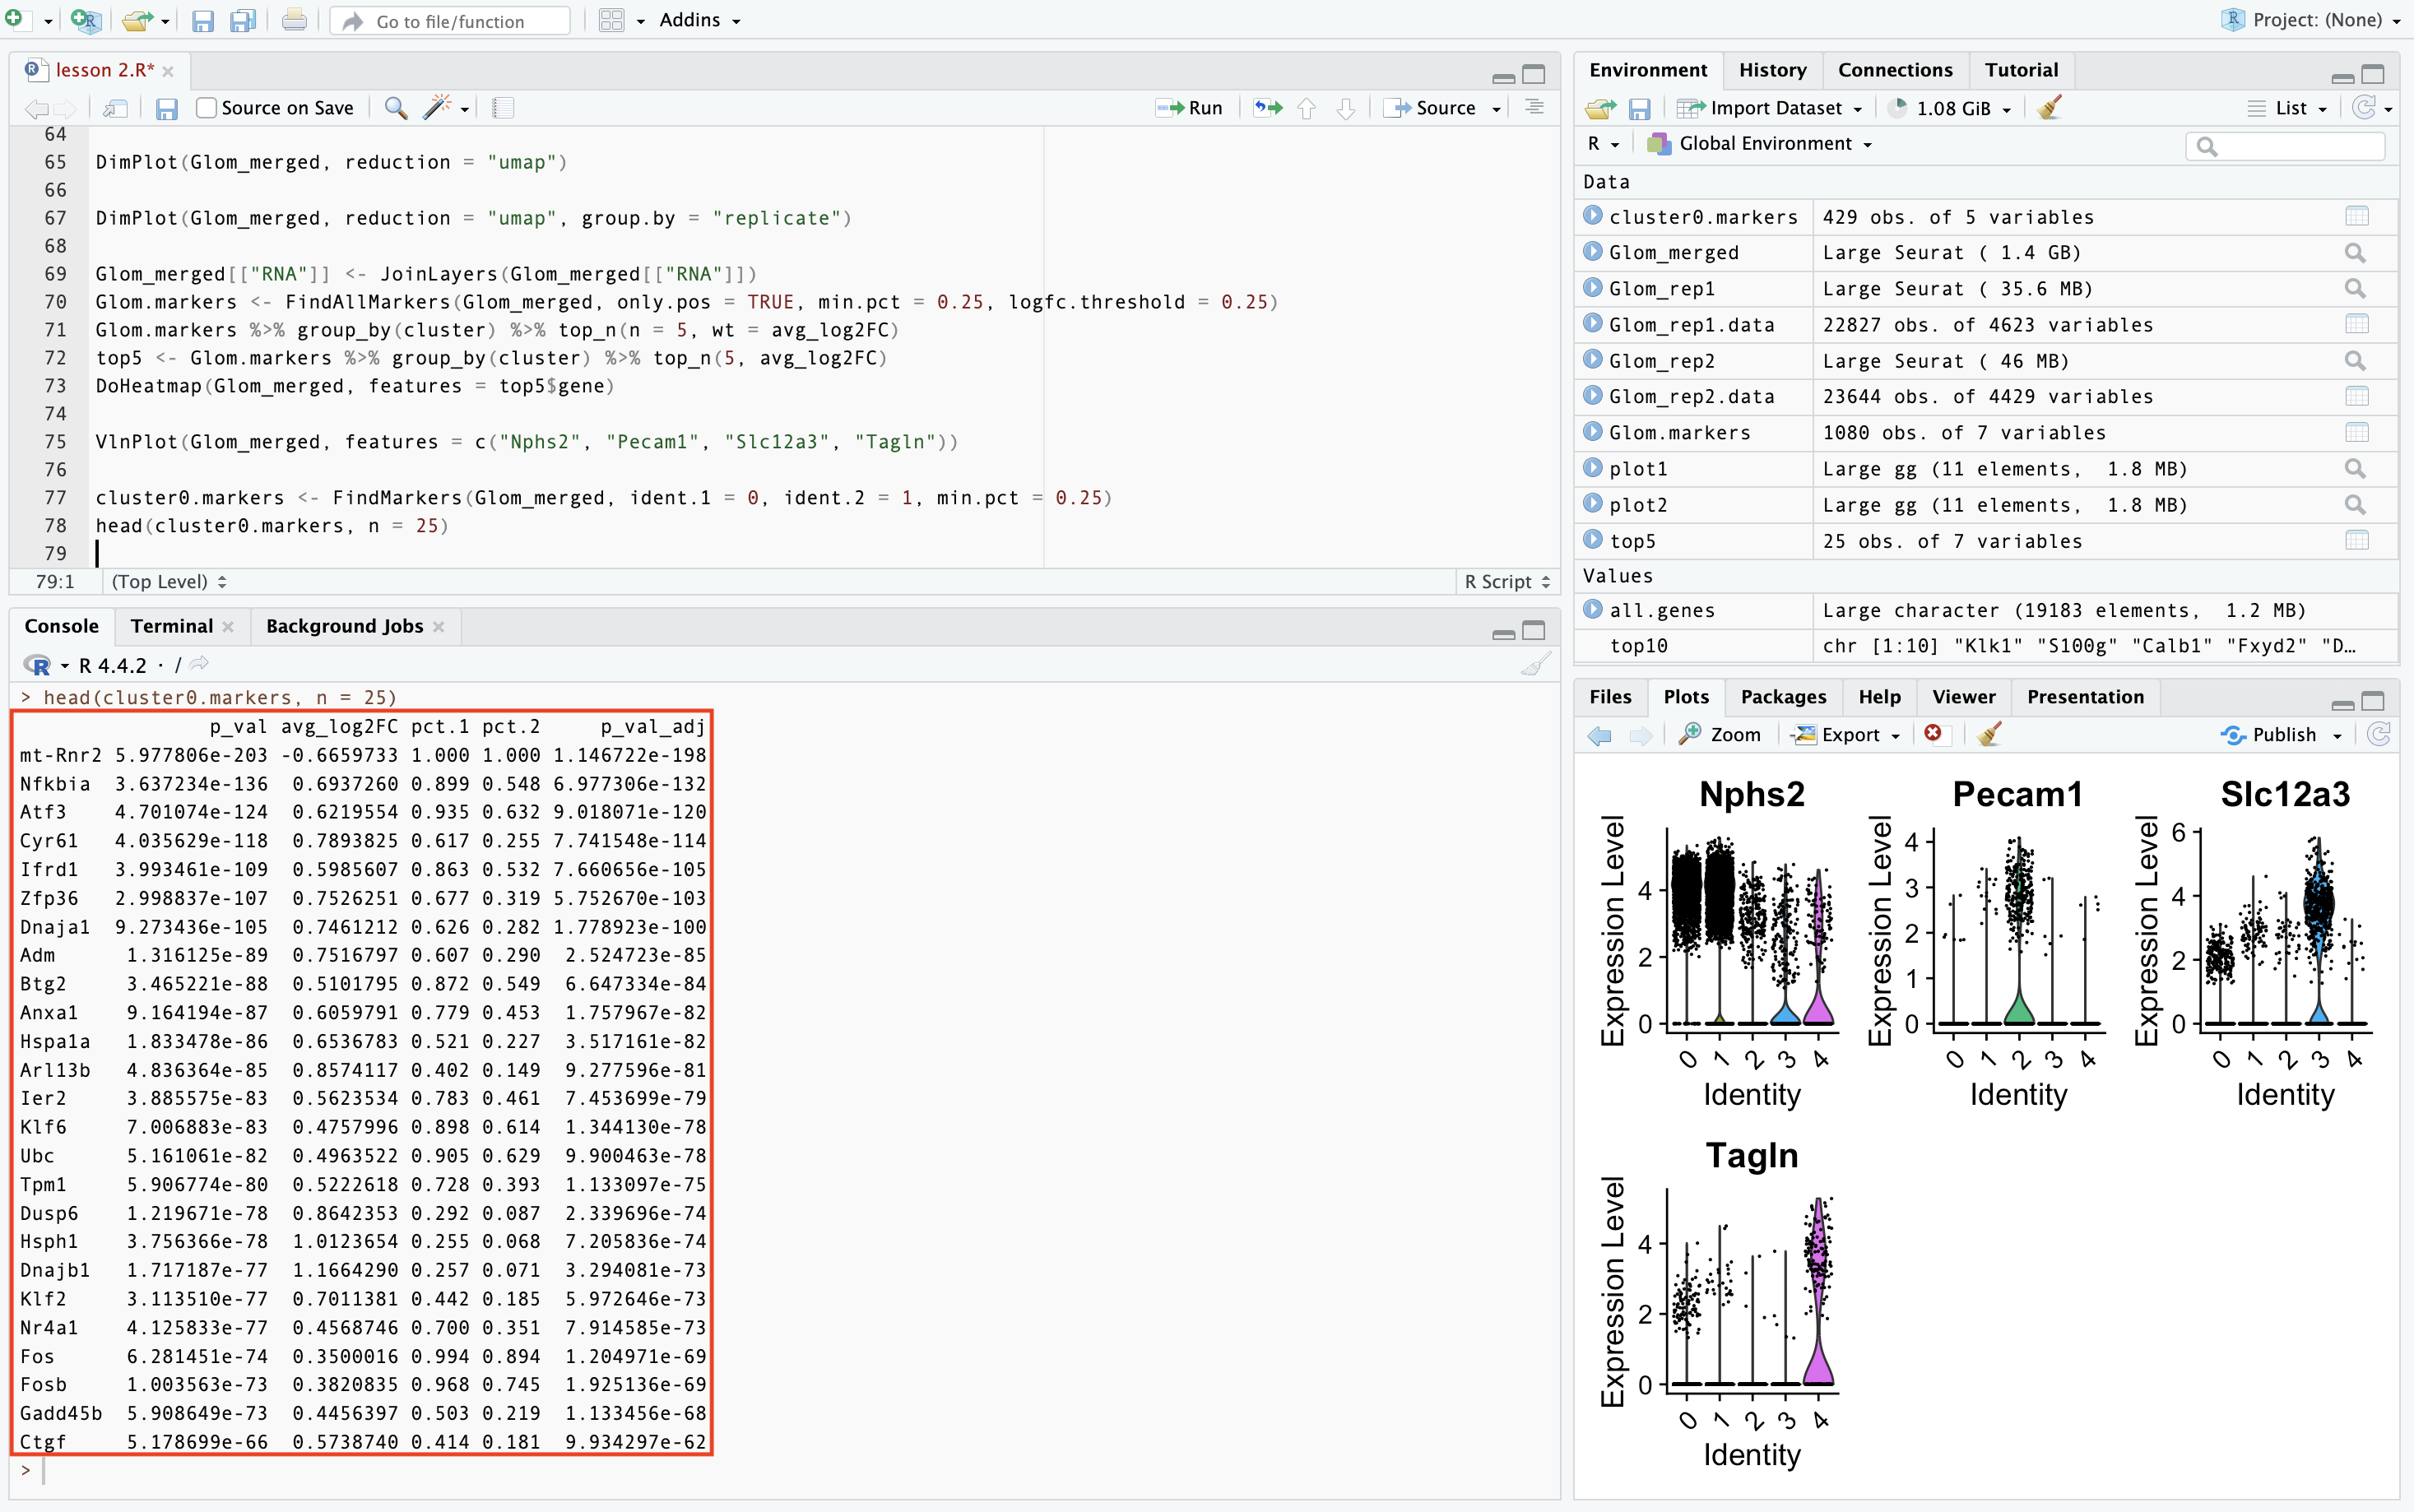 Go to file/function
Addins
Project: (None)
lesson 2.R*
Source on Save
Run
Source
64
65 DimPlot(Glom_merged, reduction = "umap")
66
67 DimPlot(Glom_merged, reduction = "umap", group.by = "replicate")
68
69 Glom_merged[["RNA"]] <- JoinLayers(Glom_merged[["RNA"]])
70 Glom.markers <- FindAllMarkers(Glom_merged, only.pos = TRUE, min.pct = 0.25, logfc.threshold = 0.25)
71 Glom.markers %>% group_by(cluster) %>% top_n(n = 5, wt = avg_log2FC)
72 top5 <- Glom.markers %>% group_by(cluster) %>% top_n(5, avg_log2FC)
73 DoHeatmap(Glom_merged, features = top5$gene)
74
75 VlnPlot(Glom_merged, features = c("Nphs2", "Pecam1", "Slc12a3", "Tagln"))
76
77 cluster0.markers <- FindMarkers(Glom_merged, ident.1 = 0, ident.2 = 1, min.pct = 0.25)
78 head(cluster0.markers, n = 25)
79
79:1 (Top Level) R Script
Console Terminal Background Jobs
R 4.4.2 · /
> head(cluster0.markers, n = 25)
p_val avg_log2FC pct.1 pct.2 p_val_adj
mt-Rnr2 5.977806e-203 -0.6659733 1.000 1.000 1.146722e-198
Nfkbia 3.637234e-136 0.6937260 0.899 0.548 6.977306e-132
Atf3 4.701074e-124 0.6219554 0.935 0.632 9.018071e-120
Cyr61 4.035629e-118 0.7893825 0.617 0.255 7.741548e-114
Ifrd1 3.993461e-109 0.5985607 0.863 0.532 7.660656e-105
Zfp36 2.998837e-107 0.7526251 0.677 0.319 5.752670e-103
Dnaja1 9.273436e-105 0.7461212 0.626 0.282 1.778923e-100
Adm 1.316125e-89 0.7516797 0.607 0.290 2.524723e-85
Btg2 3.465221e-88 0.5101795 0.872 0.549 6.647334e-84
Anxa1 9.164194e-87 0.6059791 0.779 0.453 1.757967e-82
Hspa1a 1.833478e-86 0.6536783 0.521 0.227 3.517161e-82
Arl13b 4.836364e-85 0.8574117 0.402 0.149 9.277596e-81
Ier2 3.885575e-83 0.5623534 0.783 0.461 7.453699e-79
Klf6 7.006883e-83 0.4757996 0.898 0.614 1.344130e-78
Ubc 5.161061e-82 0.4963522 0.905 0.629 9.900463e-78
Tpm1 5.906774e-80 0.5222618 0.728 0.393 1.133097e-75
Dusp6 1.219671e-78 0.8642353 0.292 0.087 2.339696e-74
Hsph1 3.756366e-78 1.0123654 0.255 0.068 7.205836e-74
Dnajb1 1.717187e-77 1.1664290 0.257 0.071 3.294081e-73
Klf2 3.113510e-77 0.7011381 0.442 0.185 5.972646e-73
Nr4a1 4.125833e-77 0.4568746 0.700 0.351 7.914585e-73
Fos 6.281451e-74 0.3500016 0.994 0.894 1.204971e-69
Fosb 1.003563e-73 0.3820835 0.968 0.745 1.925136e-69
Gadd45b 5.908649e-73 0.4456397 0.503 0.219 1.133456e-68
Ctgf 5.178699e-66 0.5738740 0.414 0.181 9.934297e-62
>
Environment History Connections Tutorial
Import Dataset 1.08 GiB List
R Global Environment
Data
cluster0.markers 429 obs. of 5 variables
Glom_merged Large Seurat ( 1.4 GB)
Glom_rep1 Large Seurat ( 35.6 MB)
Glom_rep1.data 22827 obs. of 4623 variables
Glom_rep2 Large Seurat ( 46 MB)
Glom_rep2.data 23644 obs. of 4429 variables
Glom.markers 1080 obs. of 7 variables
plot1 Large gg (11 elements, 1.8 MB)
plot2 Large gg (11 elements, 1.8 MB)
top5 25 obs. of 7 variables
Values
all.genes Large character (19183 elements, 1.2 MB)
top10 chr [1:10] "Klk1" "S100g" "Calb1" "Fxyd2" "D…
Files Plots Packages Help Viewer Presentation
Zoom Export Publish
Nphs2
Expression Level
4
2
0
0 1 2 3 4
Identity
Pecam1
Expression Level
4
3
2
1
0
0 1 2 3 4
Identity
Slc12a3
Expression Level
6
4
2
0
0 1 2 3 4
Identity
Tagln
Expression Level
4
2
0
0 1 2 3 4
Identity